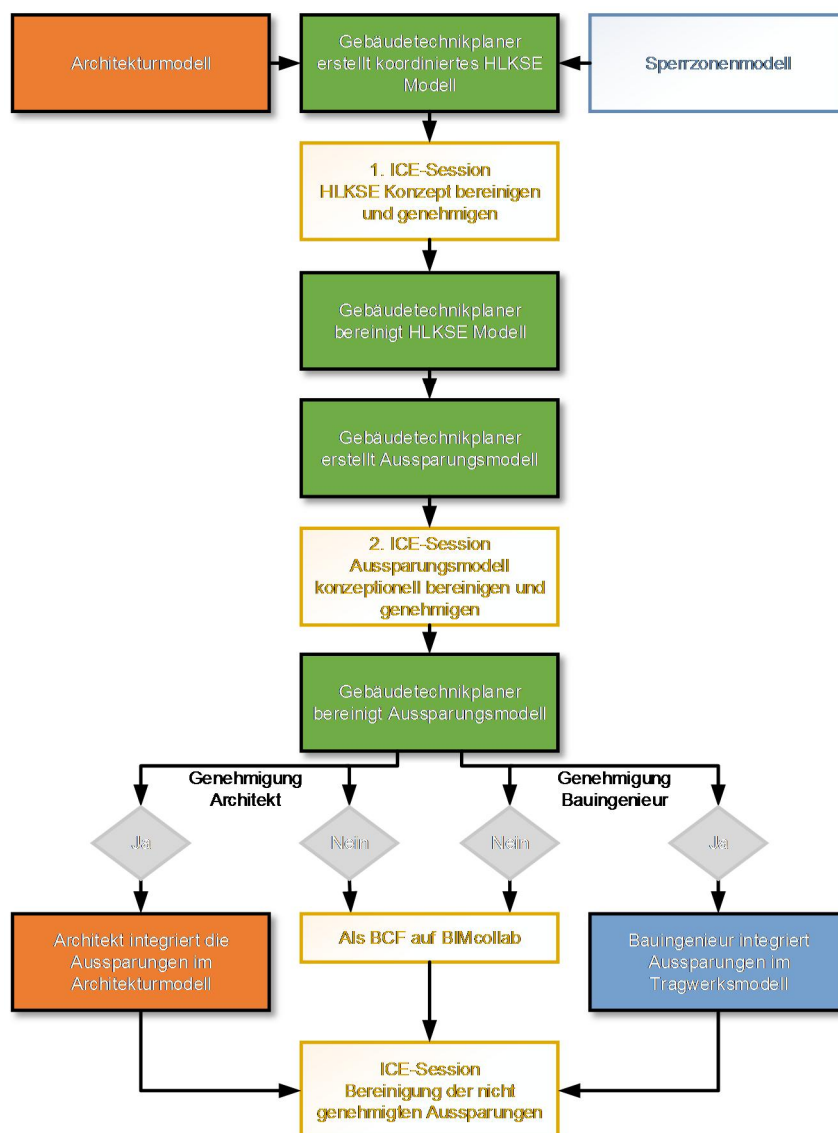 Architekturmodell
Gebäudetechnikplaner
erstellt koordiniertes HLKSE
Modell
Sperrzonenmodell
1. ICE-Session
HLKSE Konzept bereinigen
und genehmigen
Gebäudetechnikplaner
bereinigt HLKSE Modell
Gebäudetechnikplaner
erstellt Aussparungsmodell
2. ICE-Session
Aussparungsmodell
konzeptionell bereinigen und
genehmigen
Gebäudetechnikplaner
bereinigt Aussparungsmodell
Genehmigung
Architekt
Genehmigung
Bauingenieur
Ja
Nein
Nein
Ja
Architekt integriert die
Aussparungen im
Architekturmodell
Als BCF auf BIMcollab
Bauingenieur integriert
Aussparungen im
Tragwerksmodell
ICE-Session
Bereinigung der nicht
genehmigten Aussparungen